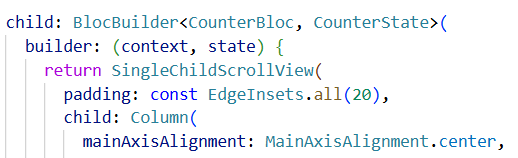 child: BlocBuilder<CounterBloc, CounterState>(
builder: (context, state) {
return SingleChildScrollView(
padding: const EdgeInsets.all(20),
child: Column(
mainAxisAlignment: MainAxisAlignment.center,